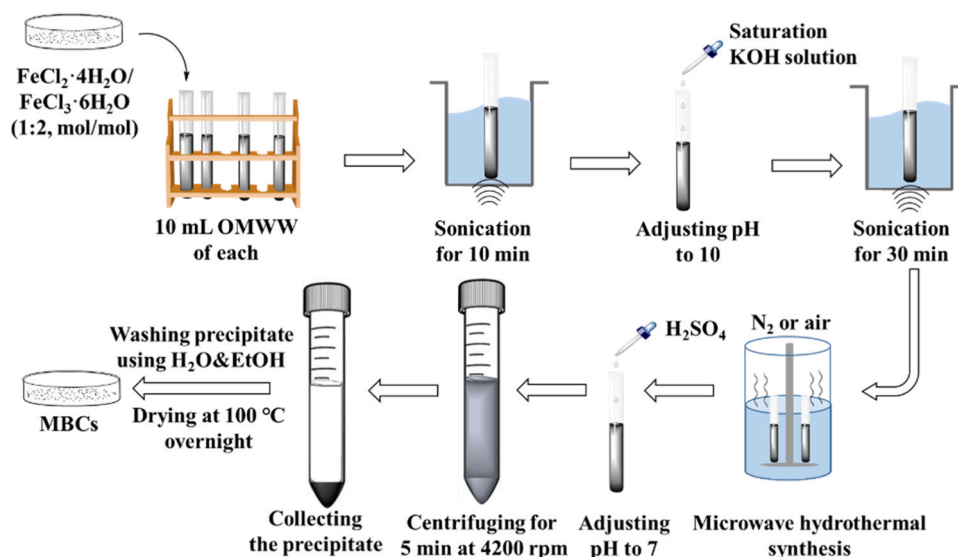 FeCl₂·4H₂O/
FeCl₃·6H₂O
(1:2, mol/mol)
10 mL OMWW
of each
Sonication
for 10 min
Saturation
KOH solution
Adjusting pH
to 10
Sonication
for 30 min
N₂ or air
Microwave hydrothermal
synthesis
H₂SO₄
Adjusting
pH to 7
Centrifuging for
5 min at 4200 rpm
Collecting
the precipitate
Washing precipitate
using H₂O&EtOH
Drying at 100 °C
overnight
MBCs